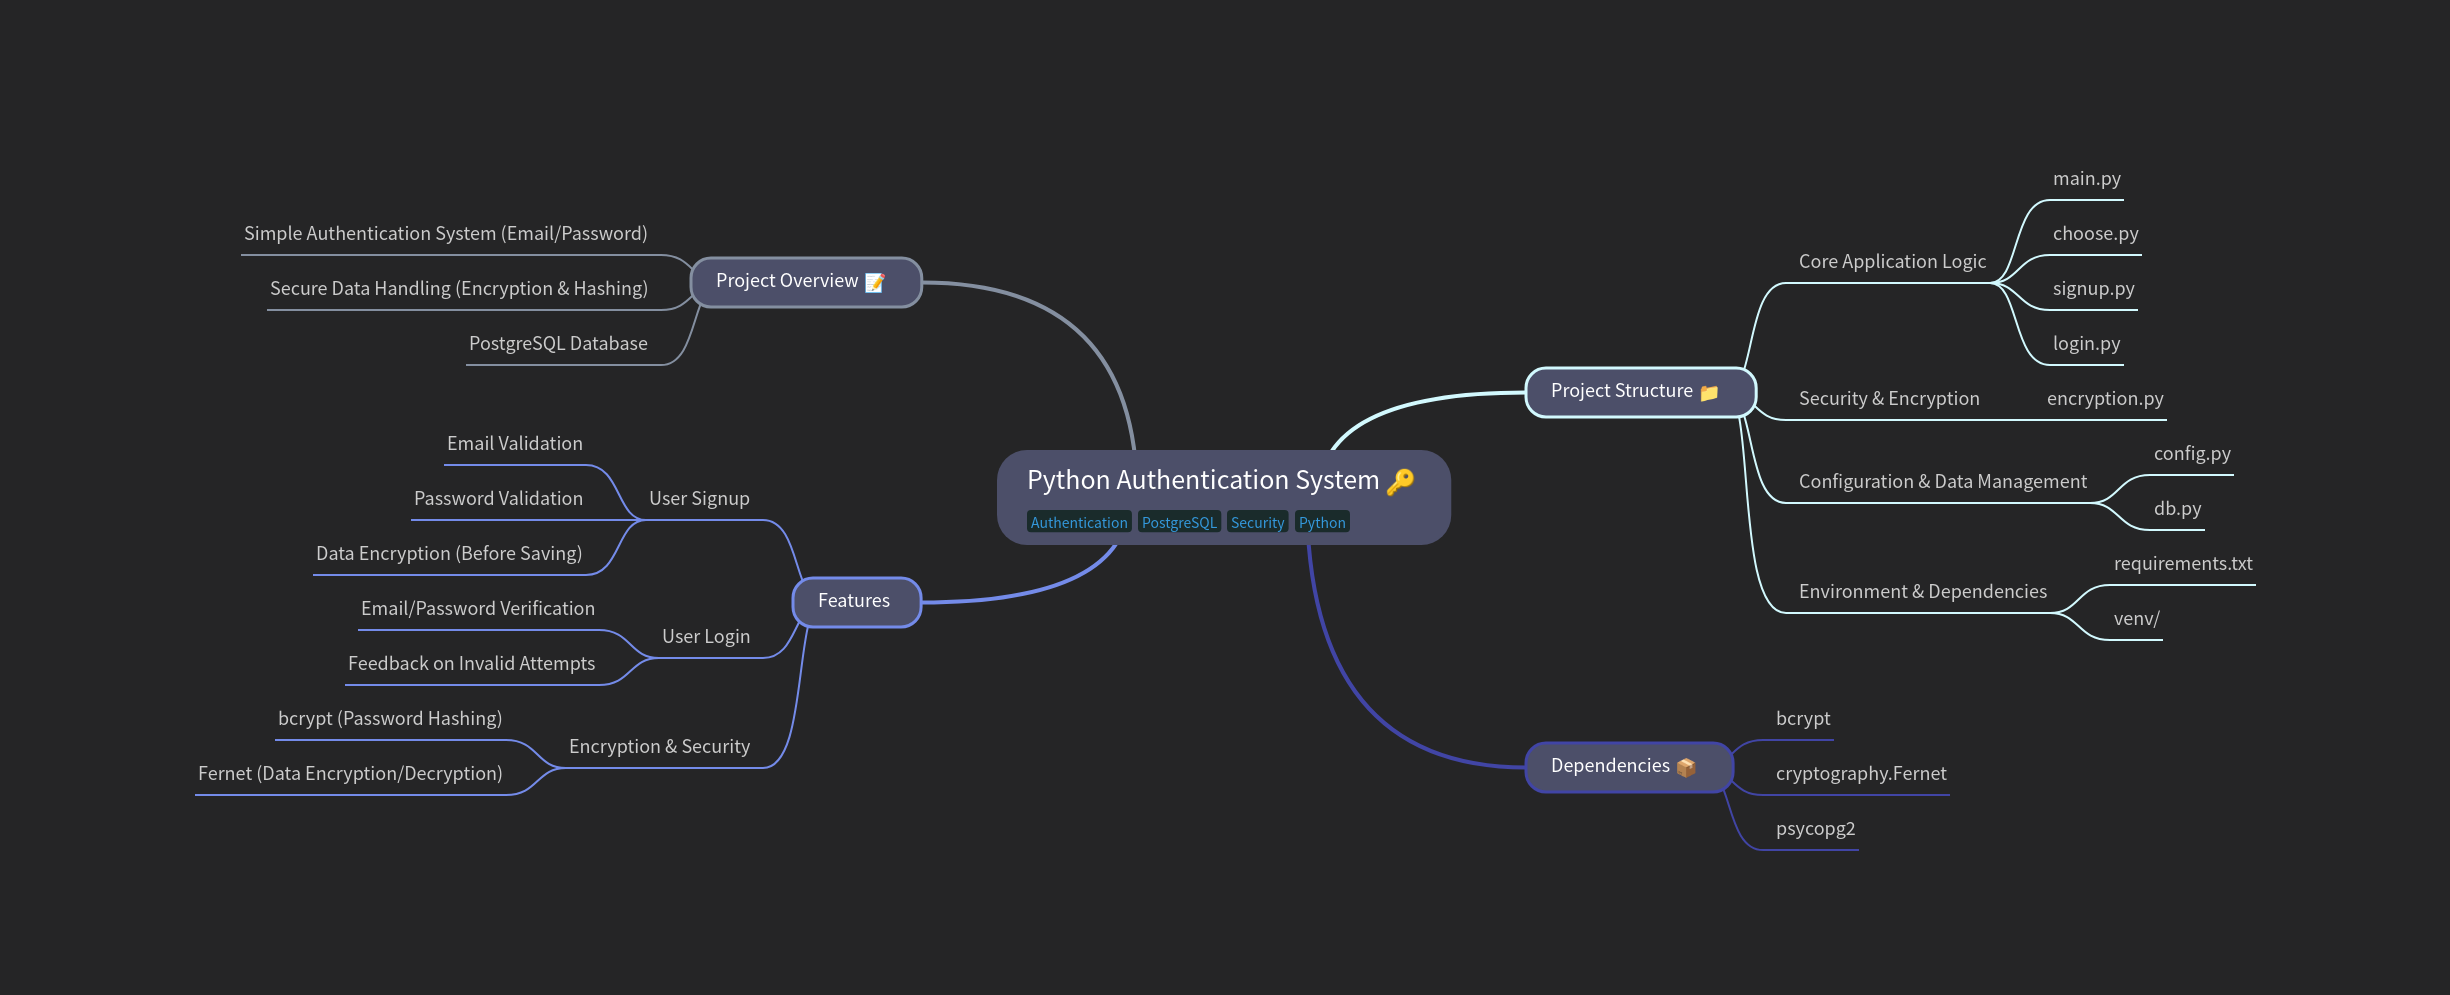 Python Authentication System 🔑
Authentication PostgreSQL Security Python
Project Overview 📝
Simple Authentication System (Email/Password)
Secure Data Handling (Encryption & Hashing)
PostgreSQL Database
Features
User Signup
Email Validation
Password Validation
Data Encryption (Before Saving)
User Login
Email/Password Verification
Feedback on Invalid Attempts
Encryption & Security
bcrypt (Password Hashing)
Fernet (Data Encryption/Decryption)
Project Structure 📁
Core Application Logic
main.py
choose.py
signup.py
login.py
Security & Encryption
encryption.py
Configuration & Data Management
config.py
db.py
Environment & Dependencies
requirements.txt
venv/
Dependencies 📦
bcrypt
cryptography.Fernet
psycopg2